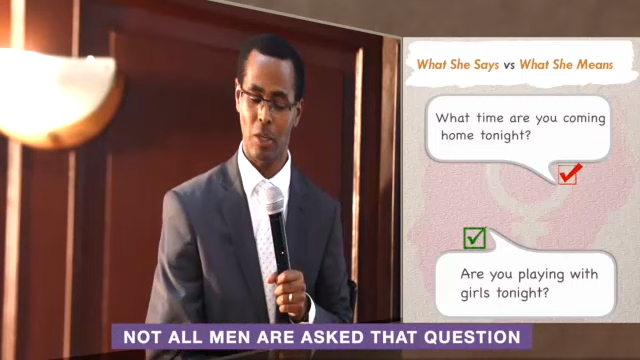 What She Says vs What She Means
What time are you coming
home tonight?
Are you playing with
girls tonight?
NOT ALL MEN ARE ASKED THAT QUESTION